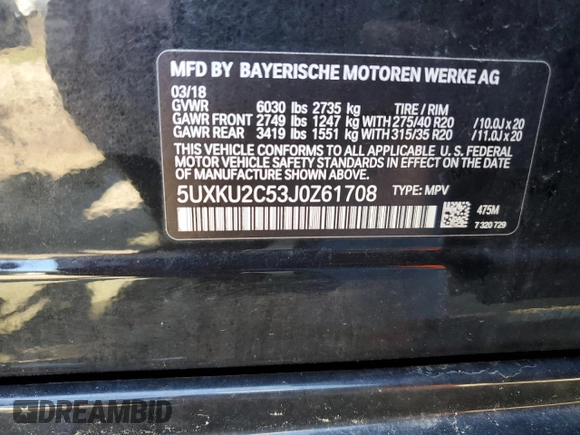 MFD BY BAYERISCHE MOTOREN WERKE AG
03/18
GVWR 6030 lbs 2735 kg TIRE / RIM
GAWR FRONT 2749 lbs 1247 kg WITH 275/40 R20 /10.0J x 20
GAWR REAR 3419 lbs 1551 kg WITH 315/35 R20 /11.0J x 20
THIS VEHICLE CONFORMS TO ALL APPLICABLE U. S. FEDERAL
MOTOR VEHICLE SAFETY STANDARDS IN EFFECT ON THE
DATE OF MANUFACTURE SHOWN ABOVE.
5UXKU2C53J0Z61708 TYPE: MPV
475M
7 320 729
DREAMBID